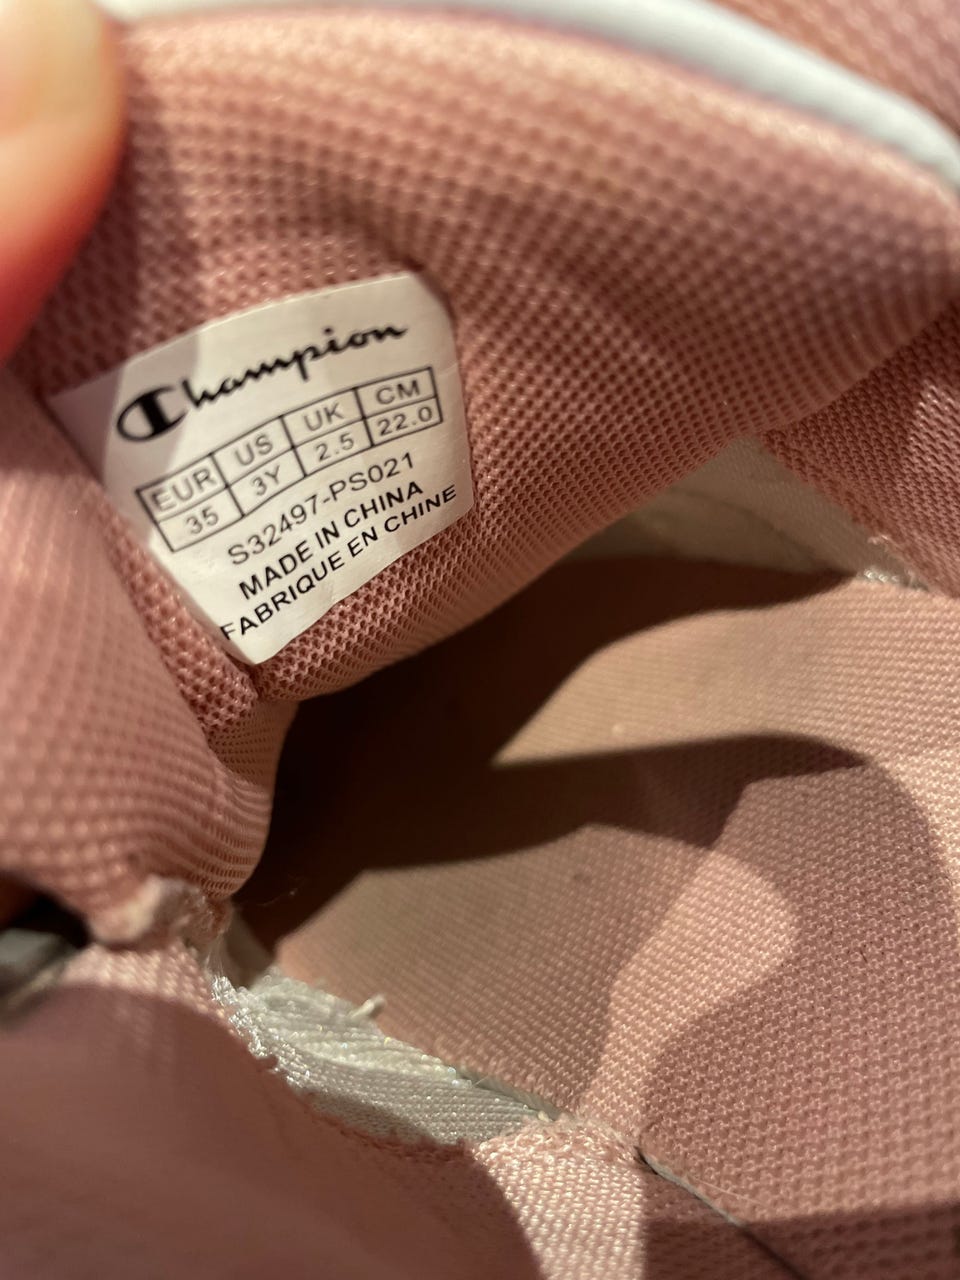 Champion
EUR US UK CM
35 3Y 2.5 22.0
S32497-PS021
MADE IN CHINA
FABRIQUE EN CHINE